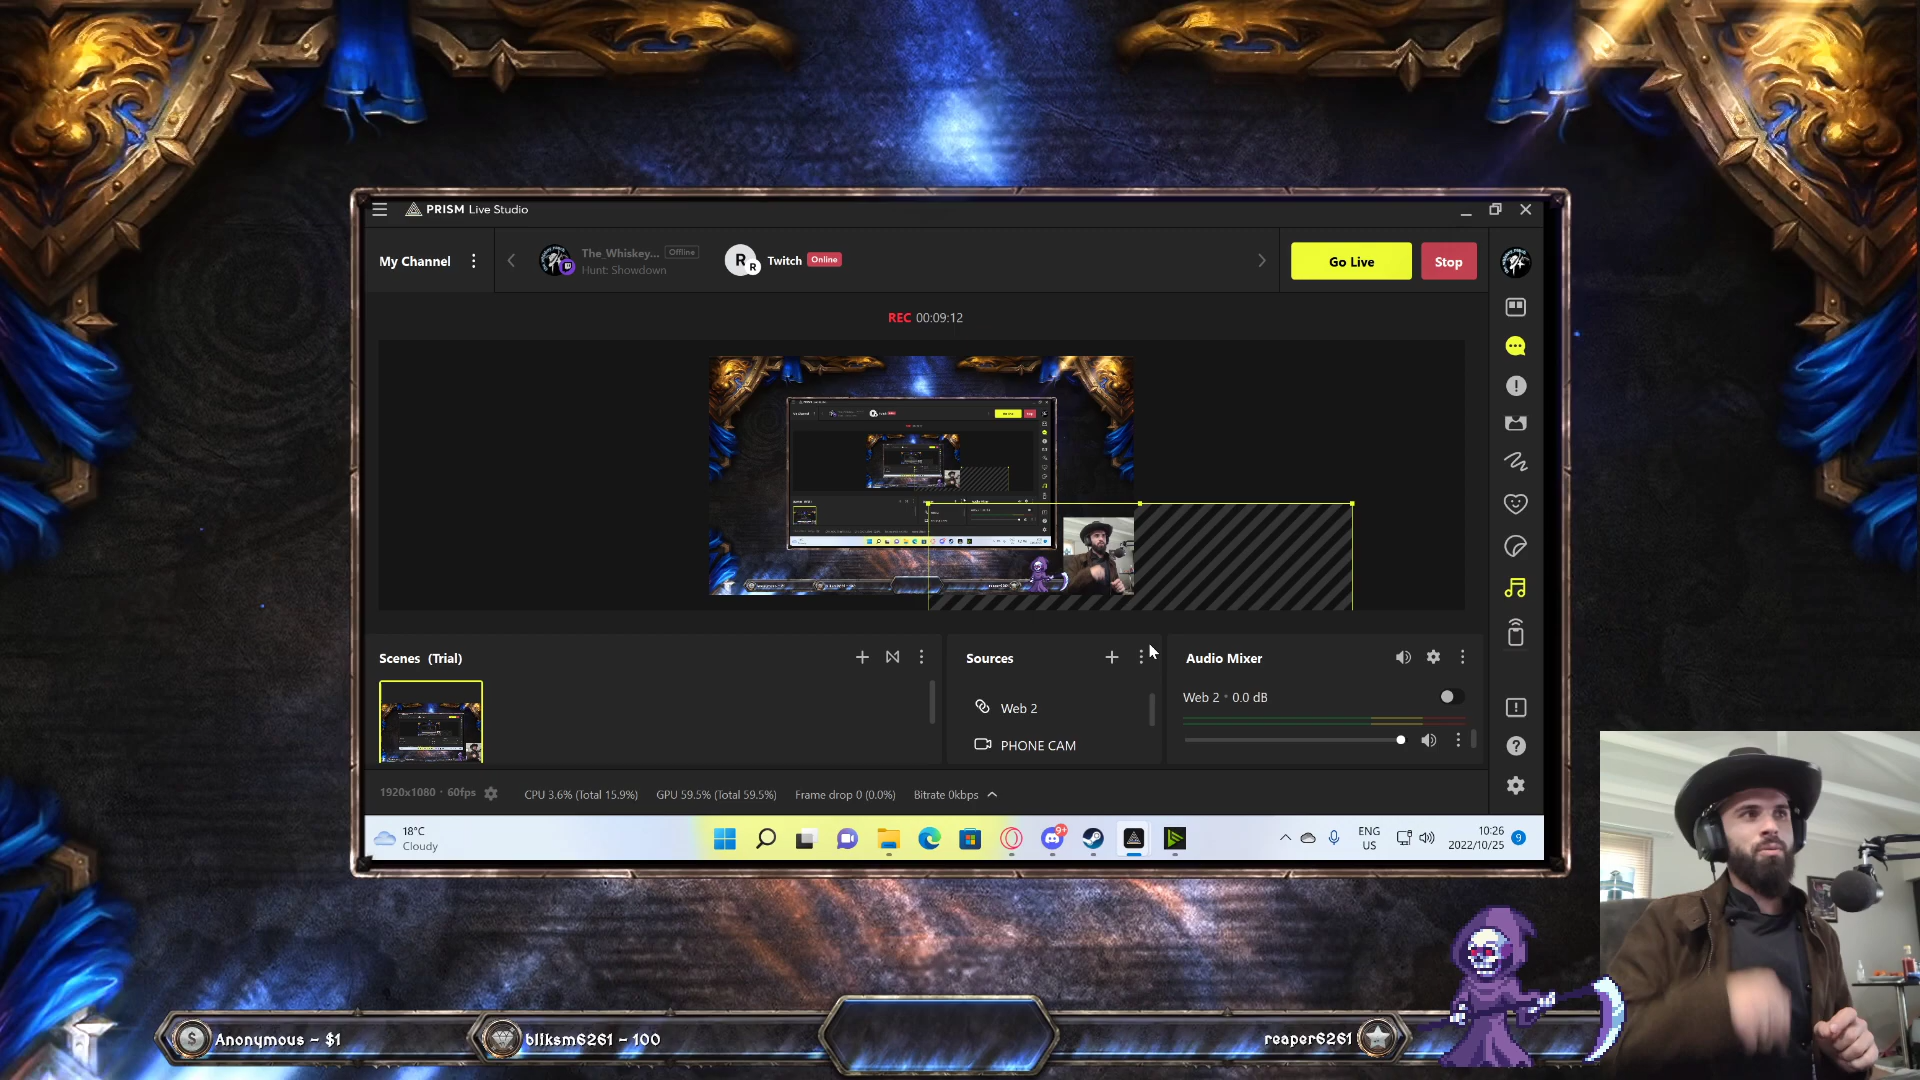 PRISM Live Studio
My Channel
The_Whiskey... Offline
Hunt: Showdown
R R Twitch Online
Go Live
Stop
REC 00:09:12
Scenes (Trial)
Sources
Audio Mixer
Web 2
PHONE CAM
Web 2 • 0.0 dB
1920x1080 • 60fps
CPU 3.6% (Total 15.9%)
GPU 59.5% (Total 59.5%)
Frame drop 0 (0.0%)
Bitrate 0kbps
18°C
Cloudy
9+
ENG
US
10:26
2022/10/25
9
Anonymous - $1
bliksm6261 - 100
reaper6261